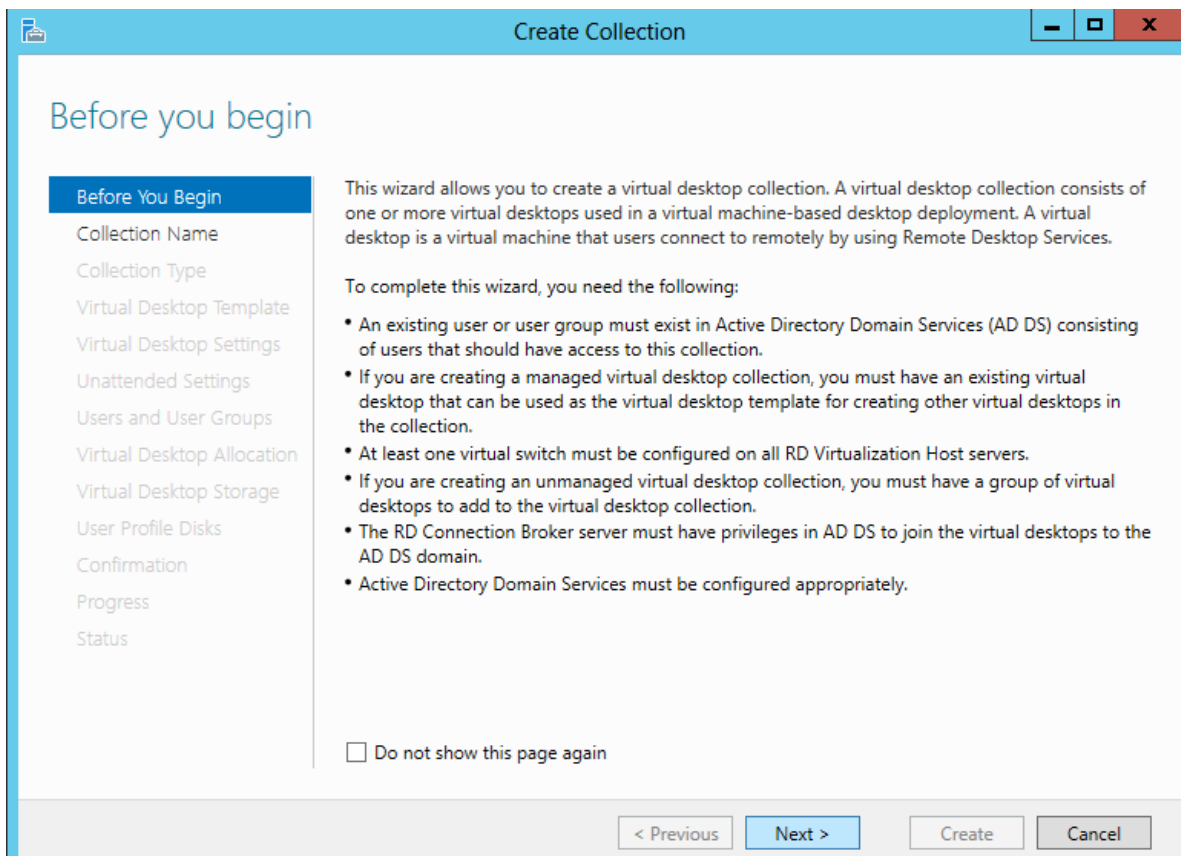 Create Collection
Before you begin
Before You Begin
Collection Name
Collection Type
Virtual Desktop Template
Virtual Desktop Settings
Unattended Settings
Users and User Groups
Virtual Desktop Allocation
Virtual Desktop Storage
User Profile Disks
Confirmation
Progress
Status
This wizard allows you to create a virtual desktop collection. A virtual desktop collection consists of
one or more virtual desktops used in a virtual machine-based desktop deployment. A virtual
desktop is a virtual machine that users connect to remotely by using Remote Desktop Services.
To complete this wizard, you need the following:
• An existing user or user group must exist in Active Directory Domain Services (AD DS) consisting
of users that should have access to this collection.
• If you are creating a managed virtual desktop collection, you must have an existing virtual
desktop that can be used as the virtual desktop template for creating other virtual desktops in
the collection.
• At least one virtual switch must be configured on all RD Virtualization Host servers.
• If you are creating an unmanaged virtual desktop collection, you must have a group of virtual
desktops to add to the virtual desktop collection.
• The RD Connection Broker server must have privileges in AD DS to join the virtual desktops to the
AD DS domain.
• Active Directory Domain Services must be configured appropriately.
Do not show this page again
< Previous
Next >
Create
Cancel